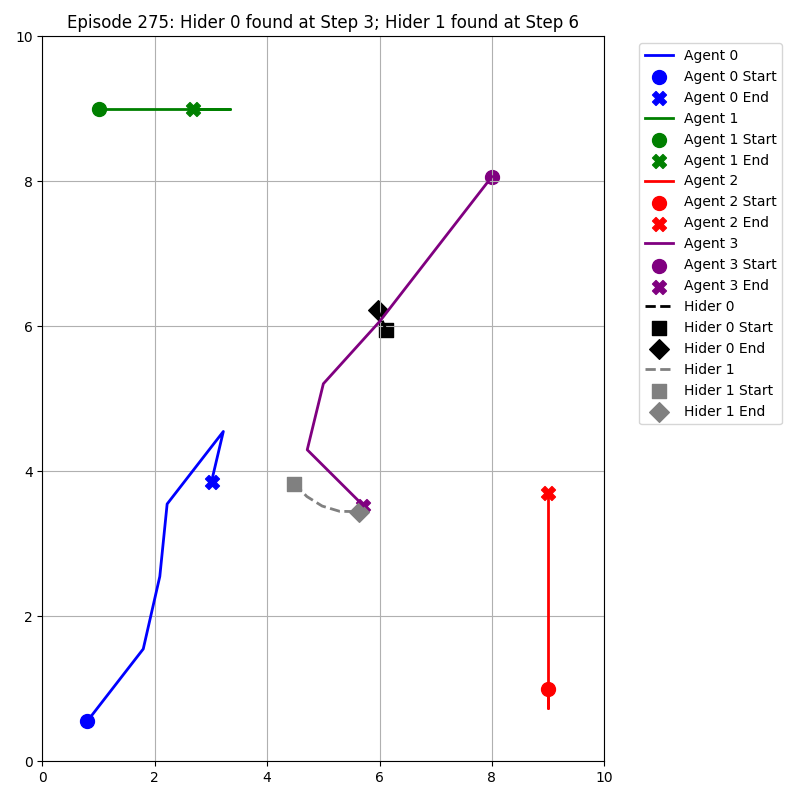 Episode 275: Hider 0 found at Step 3; Hider 1 found at Step 6
10
8
6
4
2
0
0 2 4 6 8 10
Agent 0
Agent 0 Start
Agent 0 End
Agent 1
Agent 1 Start
Agent 1 End
Agent 2
Agent 2 Start
Agent 2 End
Agent 3
Agent 3 Start
Agent 3 End
Hider 0
Hider 0 Start
Hider 0 End
Hider 1
Hider 1 Start
Hider 1 End